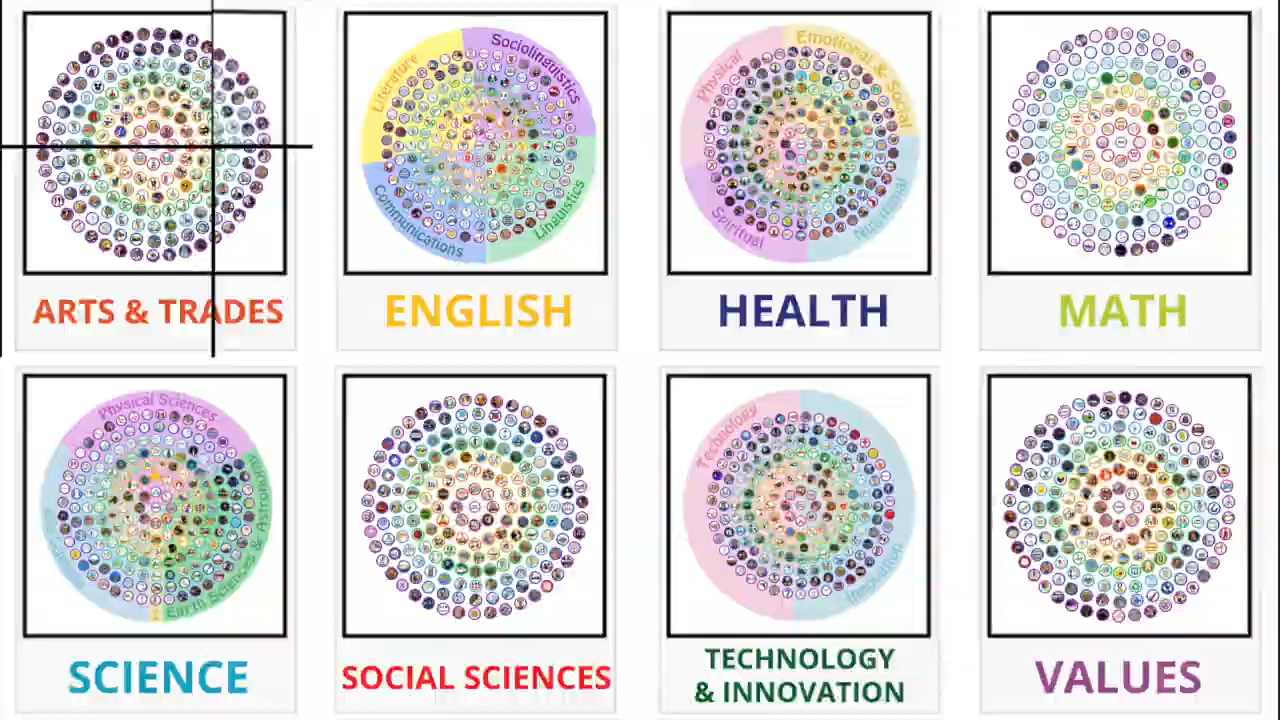 Literature
Sociolinguistics
Communications
Linguistics
Physical
Emotional & Social
Spiritual
Nutritional
ARTS & TRADES
ENGLISH
HEALTH
MATH
Physical Sciences
Earth Sciences &
Technology
Innovation
SCIENCE
SOCIAL SCIENCES
TECHNOLOGY
& INNOVATION
VALUES